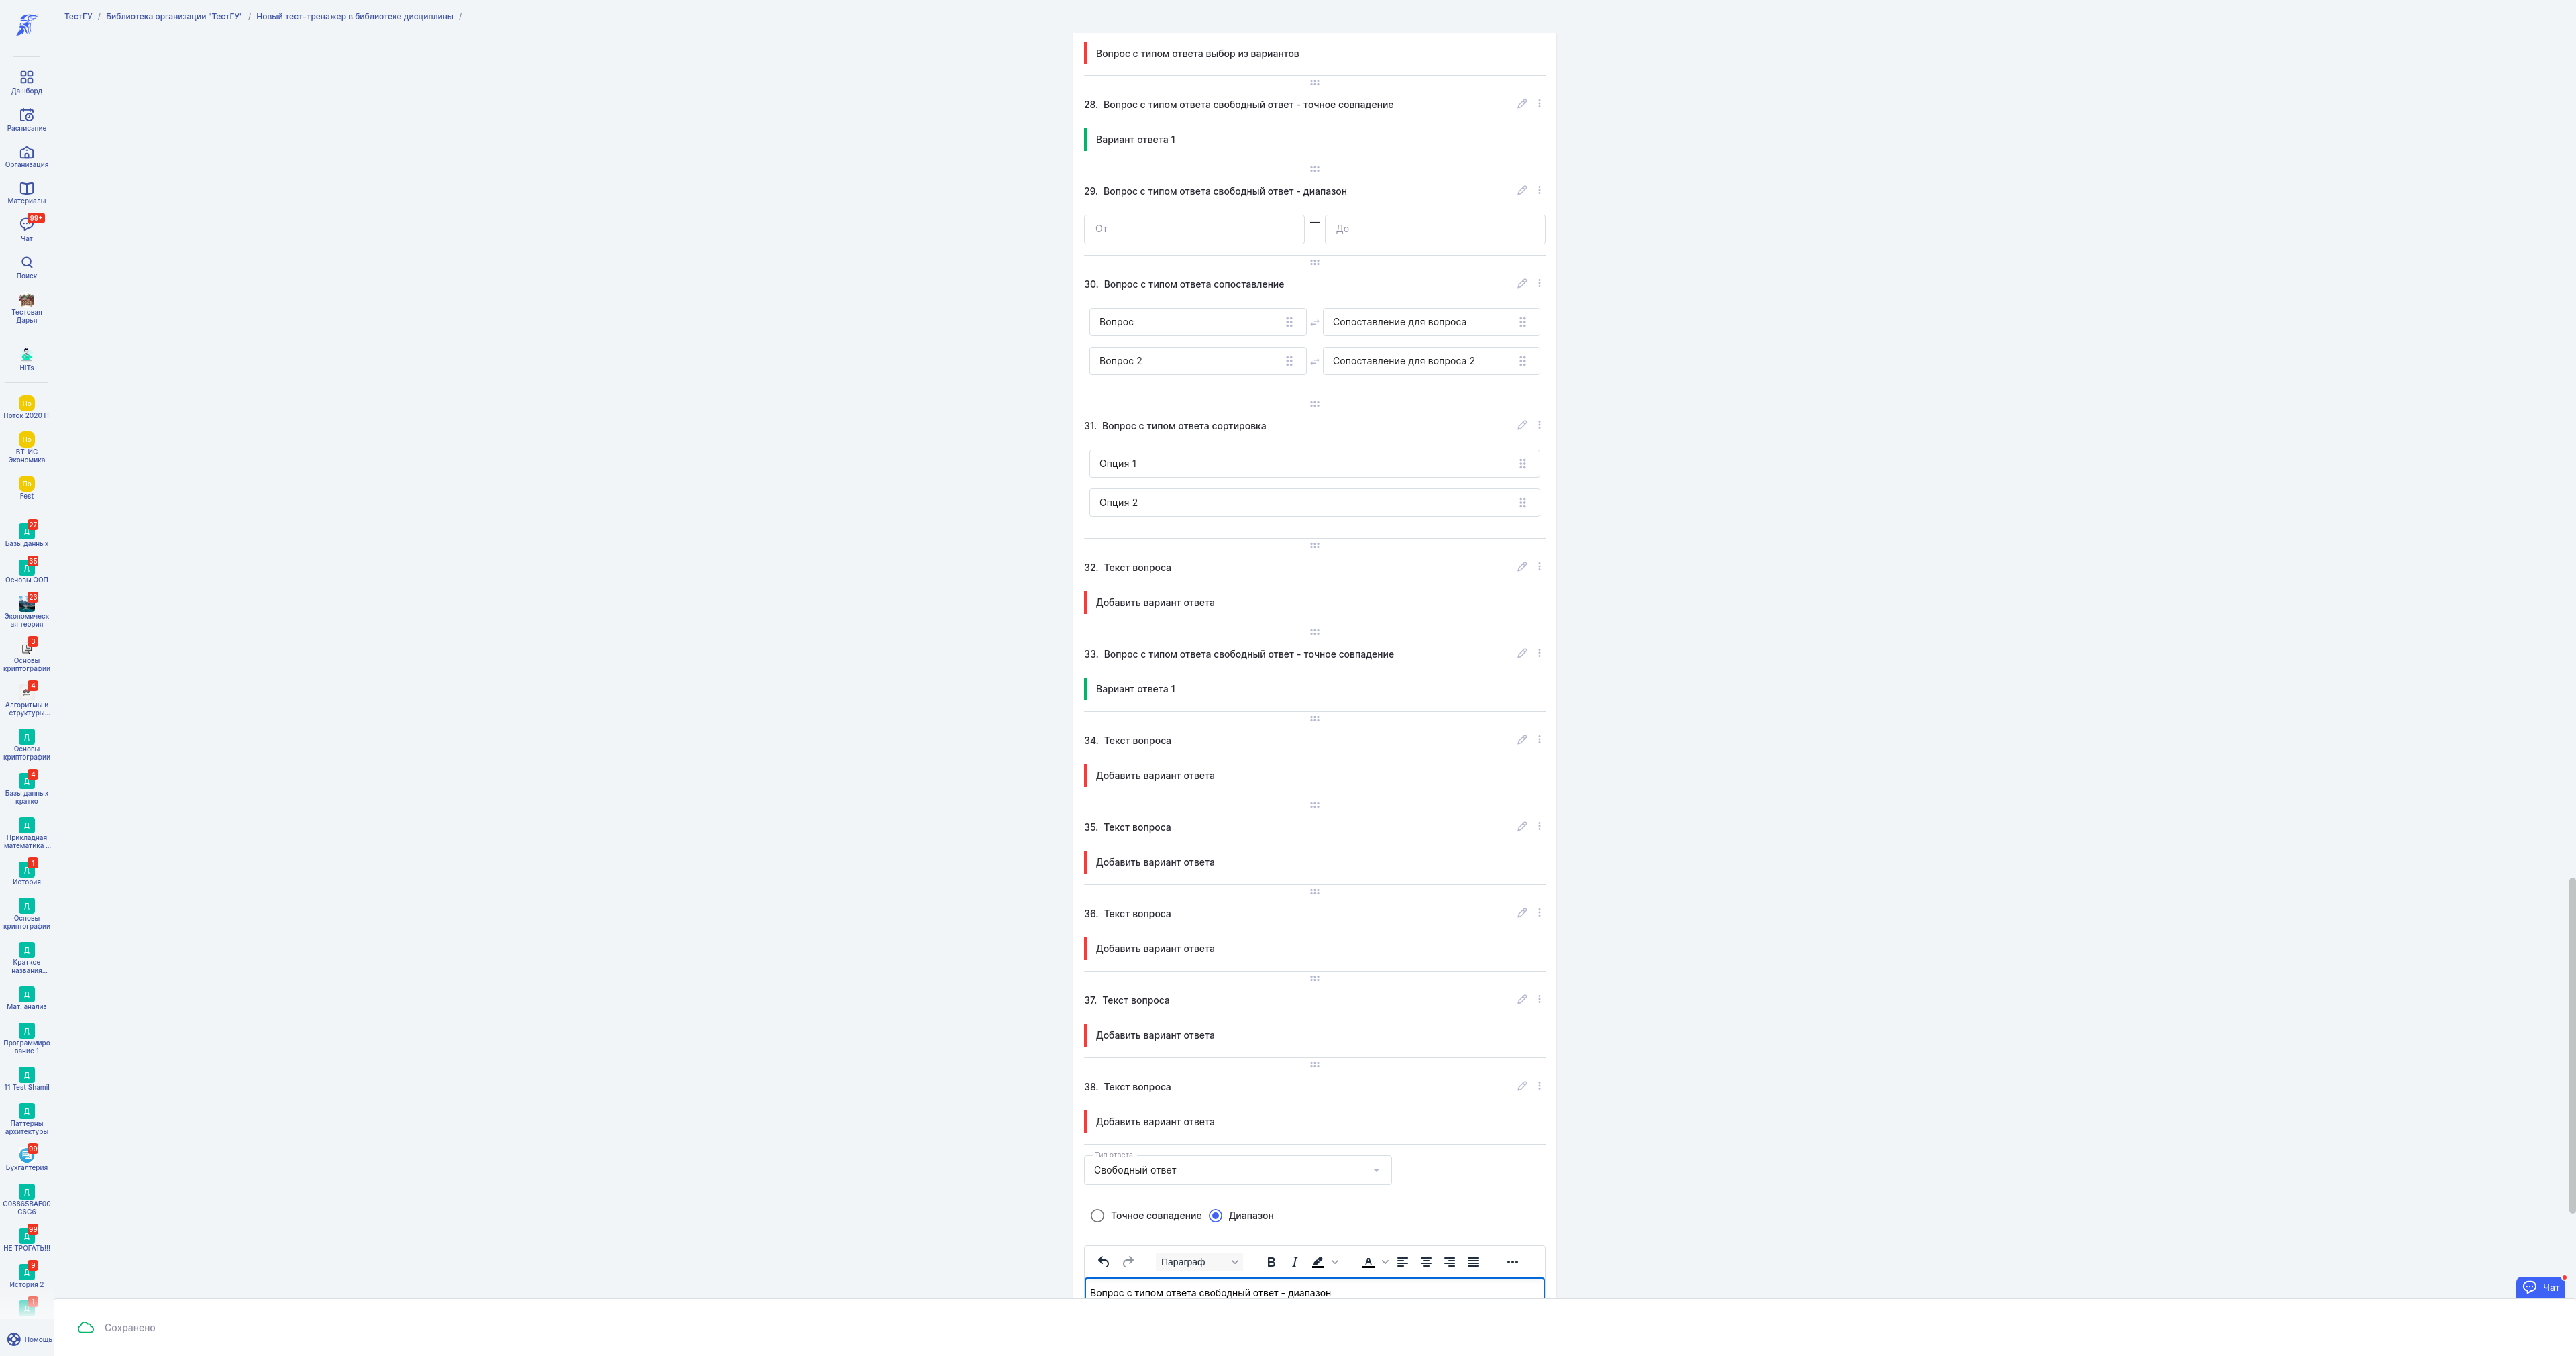 ТестГУ / Библиотека организации "ТестГУ" / Новый тест-тренажер в библиотеке дисциплины /
Дашборд
Расписание
Организация
Материалы
99+
Чат
Поиск
Тестовая
Дарья
HITs
По
Поток 2020 IT
По
ВТ-ИС
Экономика
По
Fest
27
Д
Базы данных
35
Д
Основы ООП
23
Экономическ
ая теория
3
Основы
криптографии
4
Алгоритмы и
структуры...
Д
Основы
криптографии
4
Д
Базы данных
кратко
Д
Прикладная
математика ...
1
Д
История
Д
Основы
криптографии
Д
Краткое
названия...
Д
Мат. анализ
Д
Программиро
вание 1
Д
11 Test Shamil
Д
Паттерны
архитектуры
99
Бухгалтерия
Д
G08865BAF00
C6G6
99
Д
НЕ ТРОГАТЬ!!!
9
Д
История 2
1
Д
Помощь
Вопрос с типом ответа выбор из вариантов
28. Вопрос с типом ответа свободный ответ - точное совпадение
Вариант ответа 1
29. Вопрос с типом ответа свободный ответ - диапазон
От — До
30. Вопрос с типом ответа сопоставление
Вопрос Сопоставление для вопроса
Вопрос 2 Сопоставление для вопроса 2
31. Вопрос с типом ответа сортировка
Опция 1
Опция 2
32. Текст вопроса
Добавить вариант ответа
33. Вопрос с типом ответа свободный ответ - точное совпадение
Вариант ответа 1
34. Текст вопроса
Добавить вариант ответа
35. Текст вопроса
Добавить вариант ответа
36. Текст вопроса
Добавить вариант ответа
37. Текст вопроса
Добавить вариант ответа
38. Текст вопроса
Добавить вариант ответа
Тип ответа
Свободный ответ
Точное совпадение Диапазон
Параграф B I A
Вопрос с типом ответа свободный ответ - диапазон
Чат
Сохранено